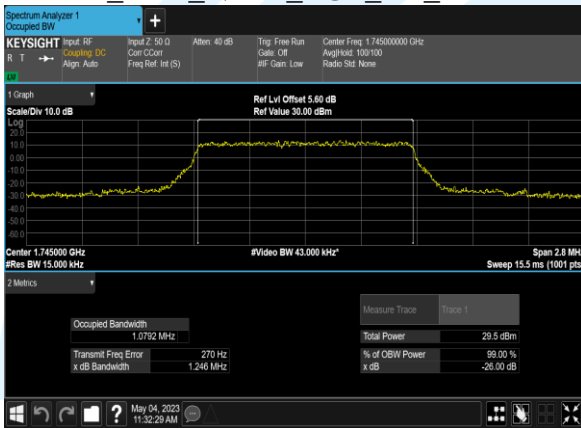 Spectrum Analyzer 1
Occupied BW
+
KEYSIGHT Input: RF Input Z: 50 Ω Atten: 40 dB Trig: Free Run Center Freq: 1.745000000 GHz
R T Coupling: DC Corr CCorr Gate: Off Avg|Hold: 100/100
Align: Auto Freq Ref: Int (S) #IF Gain: Low Radio Std: None
LW
1 Graph
Ref Lvl Offset 5.60 dB
Scale/Div 10.0 dB Ref Value 30.00 dBm
Log
20.0
10.0
0.00
-10.0
-20.0
-30.0
-40.0
-50.0
-60.0
Center 1.745000 GHz #Video BW 43.000 kHz* Span 2.8 MH
#Res BW 15.000 kHz Sweep 15.5 ms (1001 pts
2 Metrics
Measure Trace Trace 1
Occupied Bandwidth
1.0792 MHz Total Power 29.5 dBm
Transmit Freq Error 270 Hz % of OBW Power 99.00 %
x dB Bandwidth 1.246 MHz x dB -26.00 dB
?
May 04, 2023
11:32:29 AM